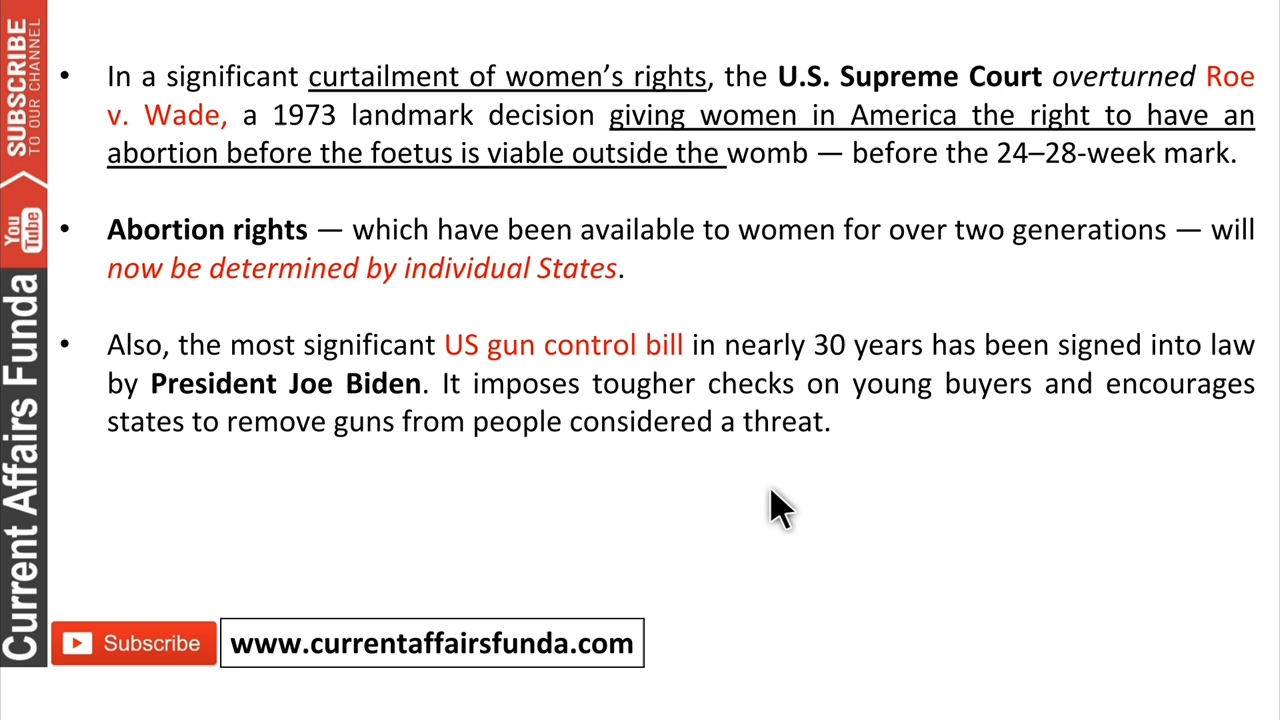 SUBSCRIBE
TO OUR CHANNEL
You
Tube
Current Affairs Funda
• In a significant curtailment of women’s rights, the U.S. Supreme Court overturned Roe
v. Wade, a 1973 landmark decision giving women in America the right to have an
abortion before the foetus is viable outside the womb — before the 24–28-week mark.
• Abortion rights — which have been available to women for over two generations — will
now be determined by individual States.
• Also, the most significant US gun control bill in nearly 30 years has been signed into law
by President Joe Biden. It imposes tougher checks on young buyers and encourages
states to remove guns from people considered a threat.
Subscribe
www.currentaffairsfunda.com